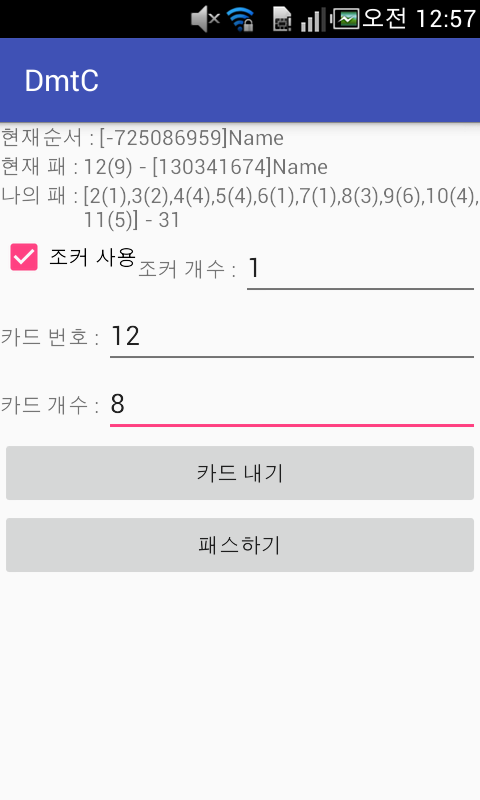 오전 12:57
DmtC
현재순서 : [-725086959]Name
현재 패 : 12(9) - [130341674]Name
나의 패 : [2(1),3(2),4(4),5(4),6(1),7(1),8(3),9(6),10(4),
11(5)] - 31
조커 사용 조커 개수 : 1
카드 번호 : 12
카드 개수 : 8
카드 내기
패스하기